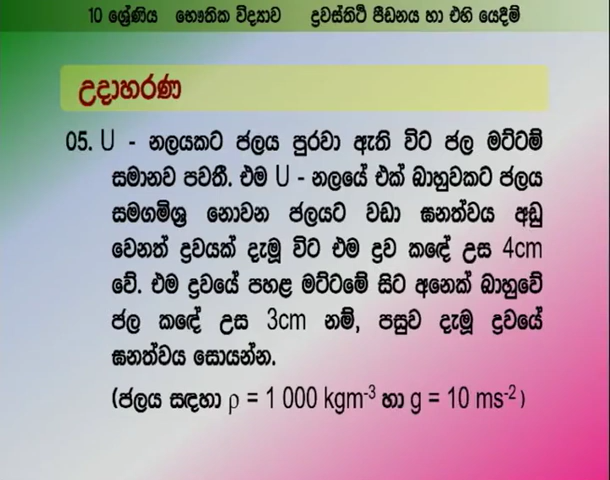 10 ශ්‍රේණිය භෞතික විද්‍යාව ද්‍රවස්ථිති පීඩනය හා එහි යෙදීම්
උදාහරණ
05. U - නලයකට ජලය පුරවා ඇති විට ජල මට්ටම්
සමානව පවතී. එම U - නලයේ එක් බාහුවකට ජලය
සමගමිශ්‍ර නොවන ජලයට වඩා ඝනත්වය අඩු
වෙනත් ද්‍රවයක් දැමූ විට එම ද්‍රව කඳේ උස 4cm
වේ. එම ද්‍රවයේ පහළ මට්ටමේ සිට අනෙක් බාහුවේ
ජල කඳේ උස 3cm නම්, පසුව දැමූ ද්‍රවයේ
ඝනත්වය සොයන්න.
(ජලය සඳහා ρ = 1 000 kgm⁻³ හා g = 10 ms⁻²)